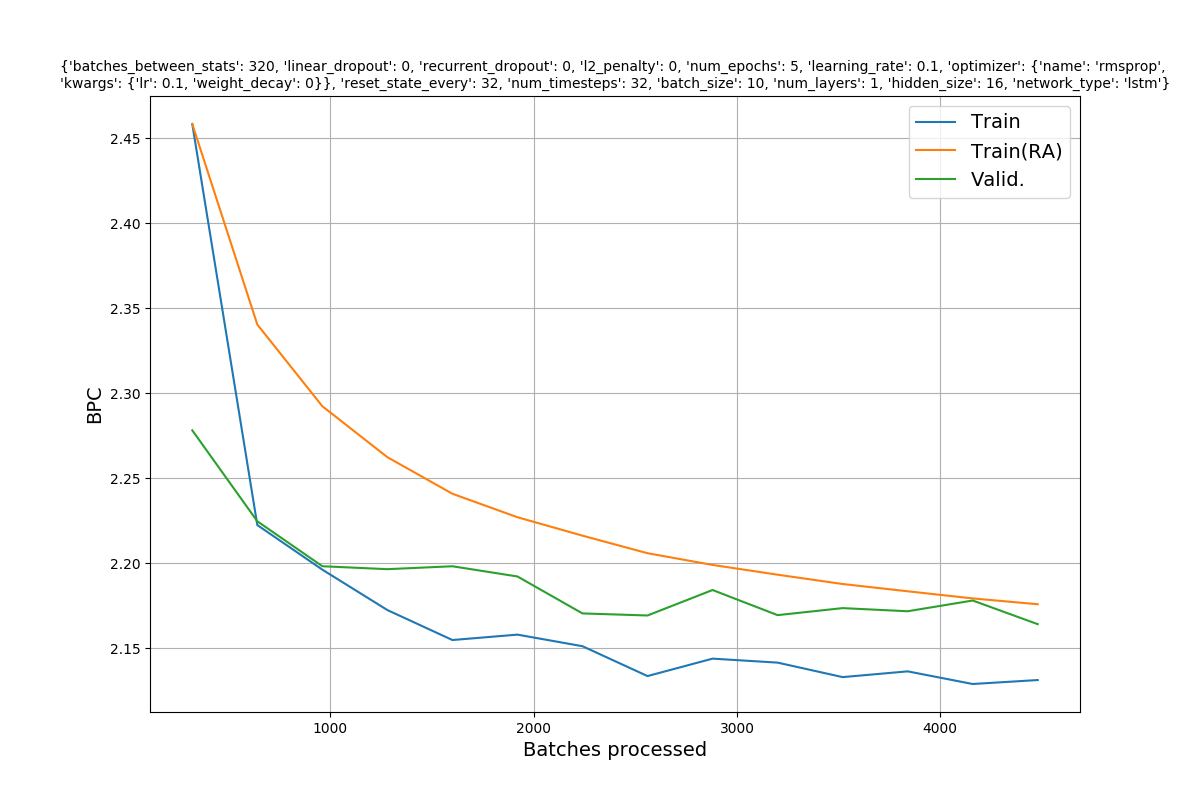 {'batches_between_stats': 320, 'linear_dropout': 0, 'recurrent_dropout': 0, 'l2_penalty': 0, 'num_epochs': 5, 'learning_rate': 0.1, 'optimizer': {'name': 'rmsprop',
'kwargs': {'lr': 0.1, 'weight_decay': 0}}, 'reset_state_every': 32, 'num_timesteps': 32, 'batch_size': 10, 'num_layers': 1, 'hidden_size': 16, 'network_type': 'lstm'}
Train
Train(RA)
Valid.
2.45
2.40
2.35
2.30
2.25
2.20
2.15
BPC
1000 2000 3000 4000
Batches processed